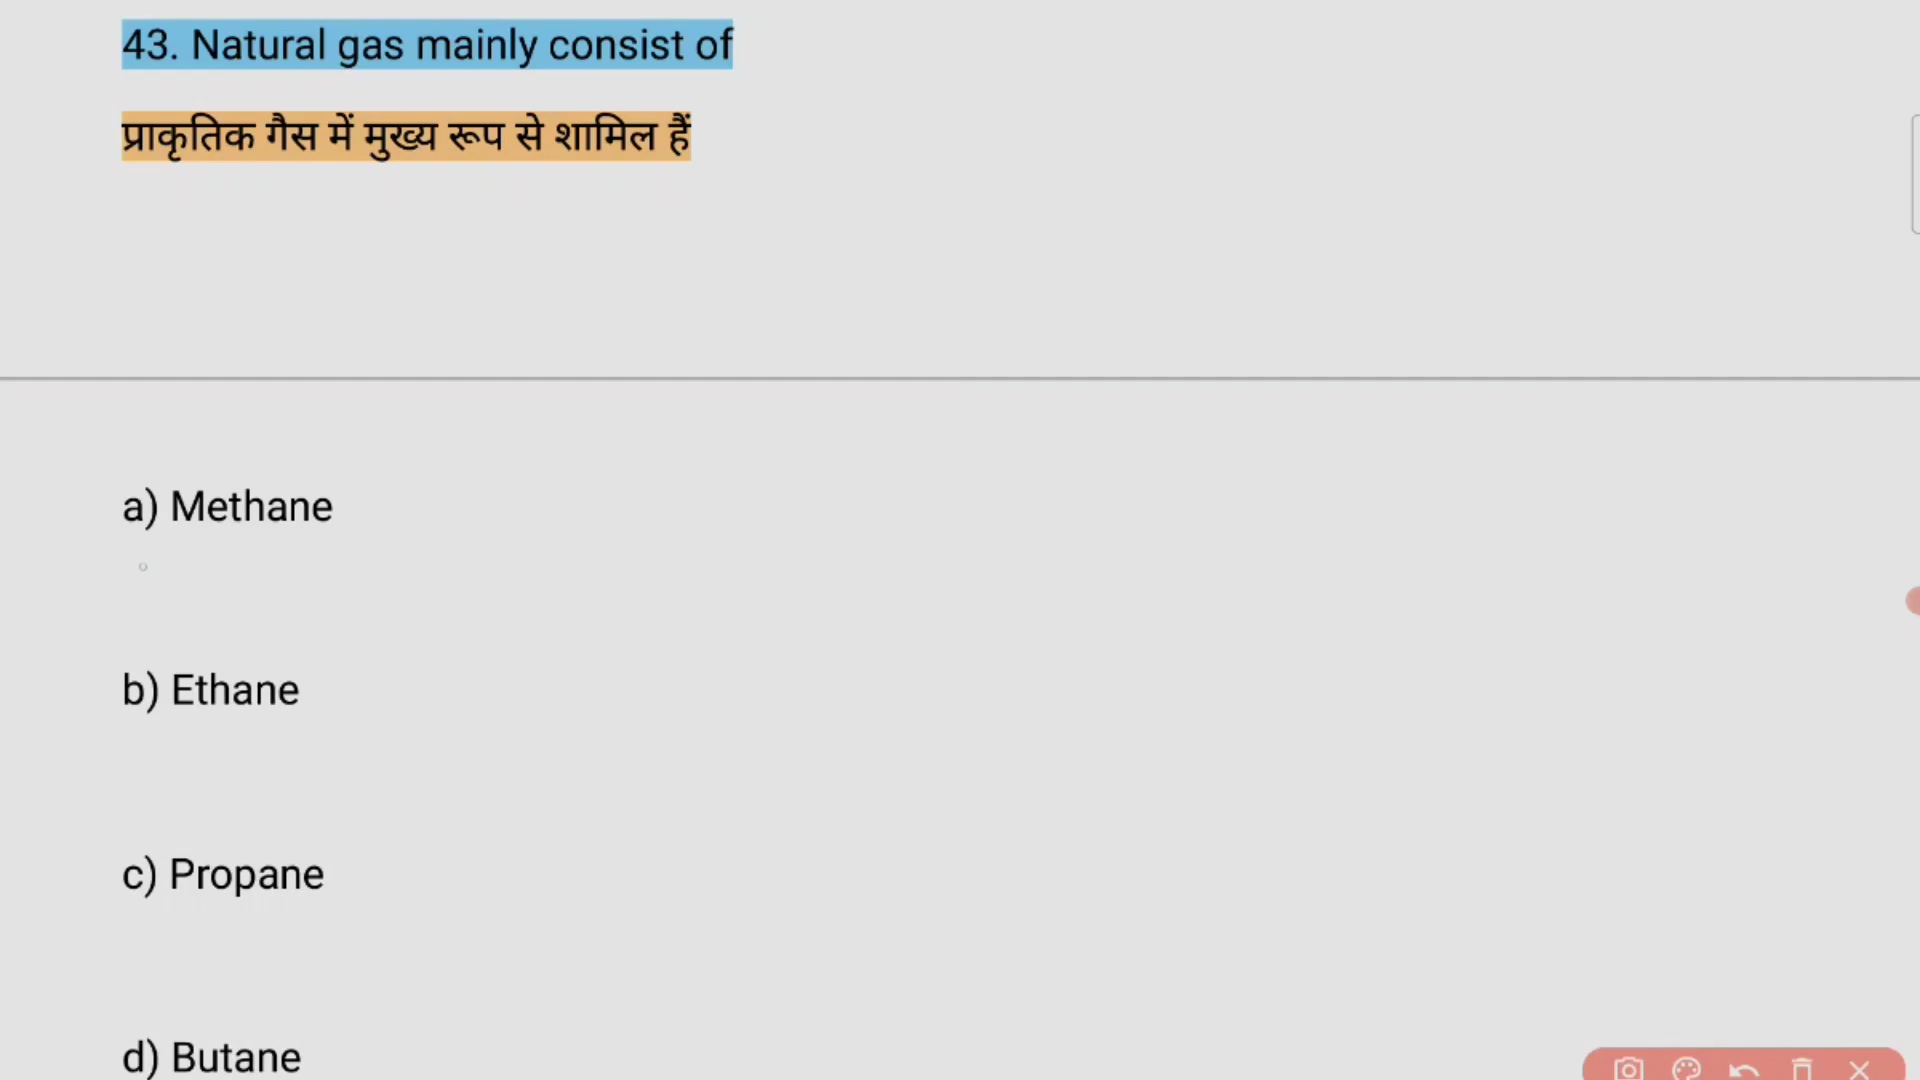 43. Natural gas mainly consist of
प्राकृतिक गैस में मुख्य रूप से शामिल हैं
a) Methane
b) Ethane
c) Propane
d) Butane